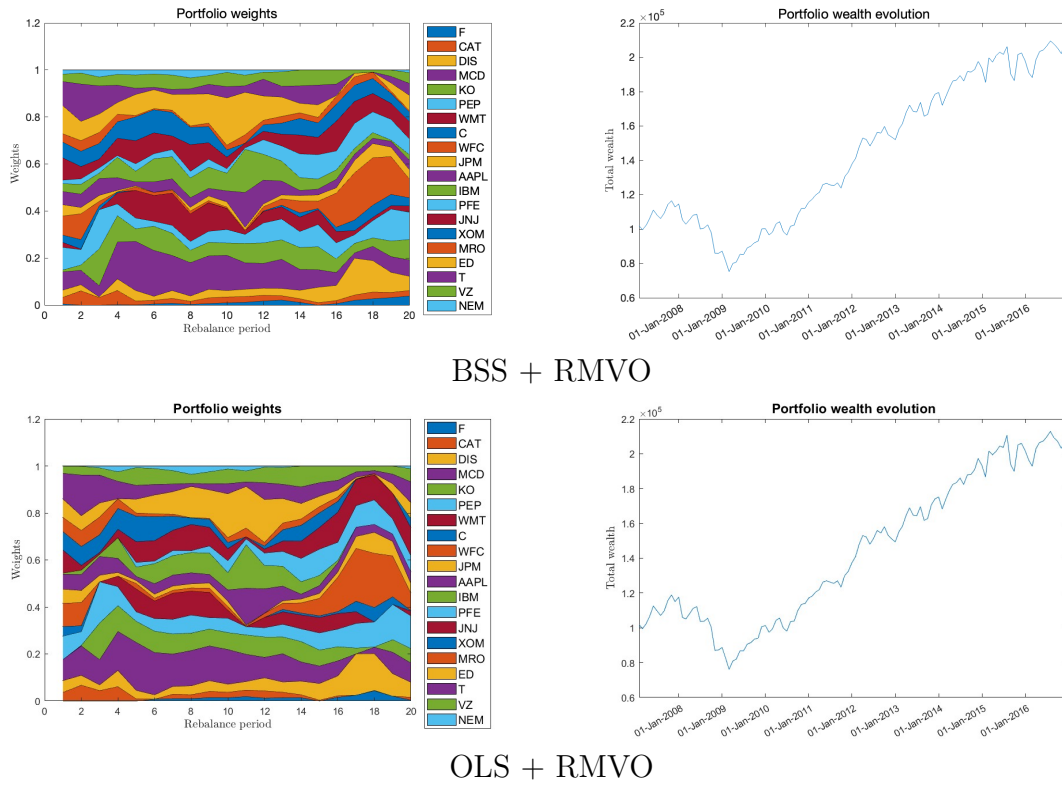 Portfolio weights
1.2
1
0.8
0.6
0.4
0.2
0
Weights
0 2 4 6 8 10 12 14 16 18 20
Rebalance period
F
CAT
DIS
MCD
KO
PEP
WMT
C
WFC
JPM
AAPL
IBM
PFE
JNJ
XOM
MRO
ED
T
VZ
NEM
Portfolio wealth evolution
×10⁵
2.2
2
1.8
1.6
1.4
1.2
1
0.8
0.6
Total wealth
01-Jan-2008
01-Jan-2009
01-Jan-2010
01-Jan-2011
01-Jan-2012
01-Jan-2013
01-Jan-2014
01-Jan-2015
01-Jan-2016
BSS + RMVO
Portfolio weights
1.2
1
0.8
0.6
0.4
0.2
0
Weights
0 2 4 6 8 10 12 14 16 18 20
Rebalance period
F
CAT
DIS
MCD
KO
PEP
WMT
C
WFC
JPM
AAPL
IBM
PFE
JNJ
XOM
MRO
ED
T
VZ
NEM
Portfolio wealth evolution
×10⁵
2.2
2
1.8
1.6
1.4
1.2
1
0.8
0.6
Total wealth
01-Jan-2008
01-Jan-2009
01-Jan-2010
01-Jan-2011
01-Jan-2012
01-Jan-2013
01-Jan-2014
01-Jan-2015
01-Jan-2016
OLS + RMVO